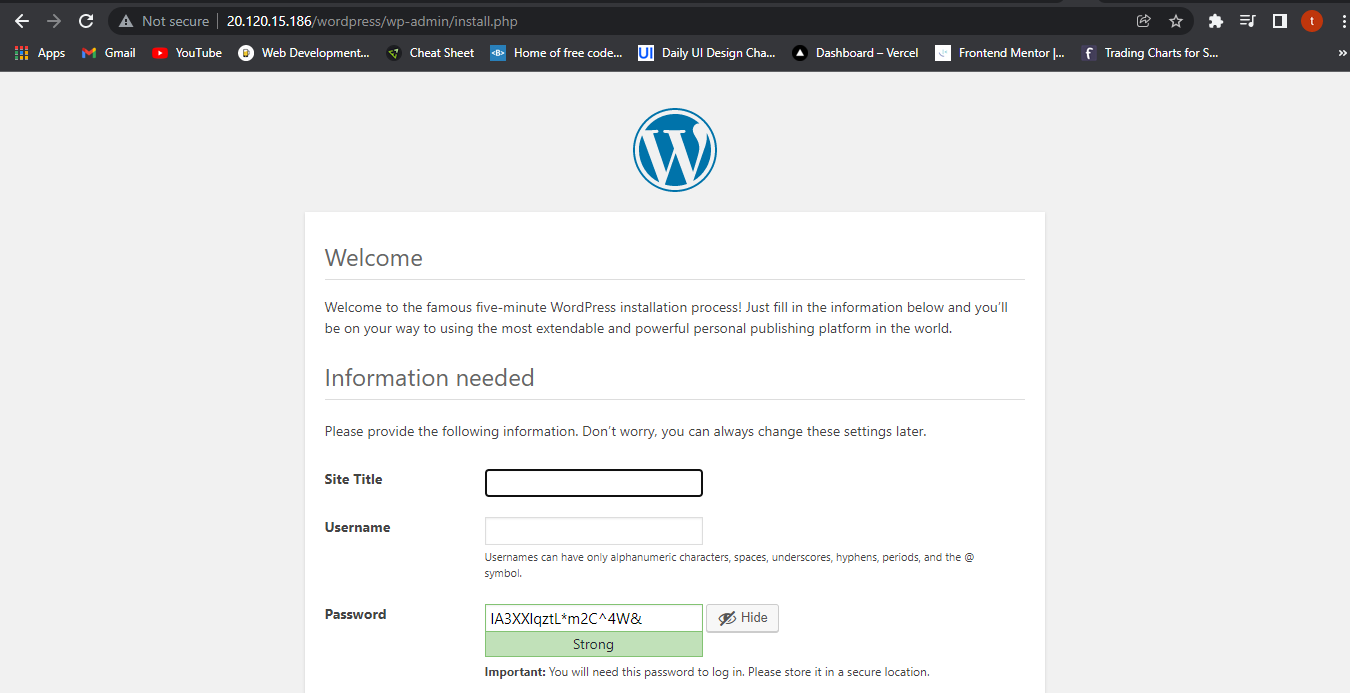 Not secure 20.120.15.186/wordpress/wp-admin/install.php t
Apps Gmail YouTube Web Development... Cheat Sheet <B> Home of free code... UI Daily UI Design Cha... Dashboard – Vercel Frontend Mentor |... f Trading Charts for S... »
W
Welcome
Welcome to the famous five-minute WordPress installation process! Just fill in the information below and you’ll
be on your way to using the most extendable and powerful personal publishing platform in the world.
Information needed
Please provide the following information. Don’t worry, you can always change these settings later.
Site Title
Username
Usernames can have only alphanumeric characters, spaces, underscores, hyphens, periods, and the @
symbol.
Password IA3XXIqztL*m2C^4W& Hide
Strong
Important: You will need this password to log in. Please store it in a secure location.